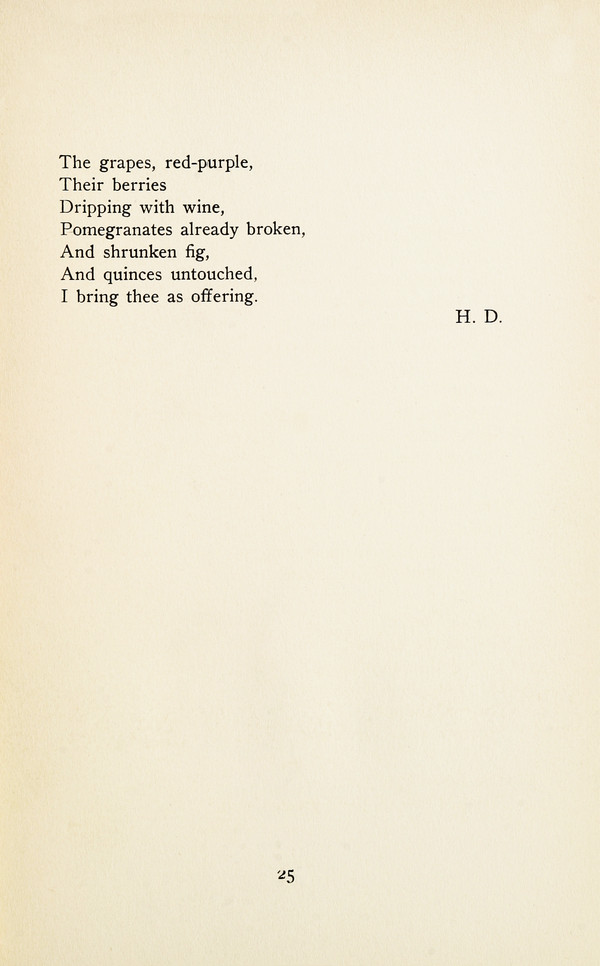 The grapes, red-purple,
Their berries
Dripping with wine,
Pomegranates already broken,
And shrunken fig,
And quinces untouched,
I bring thee as offering.
H. D.
25